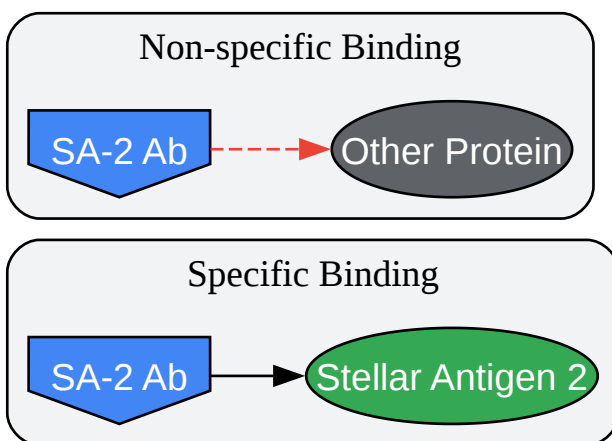 Non-specific Binding
SA-2 Ab
Other Protein
Specific Binding
SA-2 Ab
Stellar Antigen 2